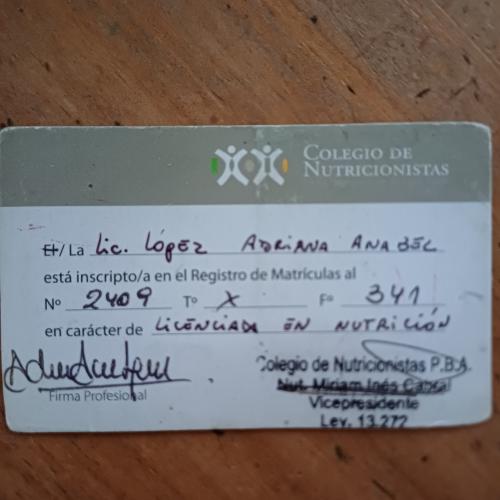 COLEGIO DE
NUTRICIONISTAS
El/ La Lic. LÓPEZ ADRIANA ANABEL
está inscripto/a en el Registro de Matrículas al
Nº 2409 Tº X Fº 341
en carácter de LICENCIADA EN NUTRICIÓN
Firma Profesional
Colegio de Nutricionistas P.B.A.
Nut. Miriam Inés Cabral
Vicepresidente
Ley. 13.272